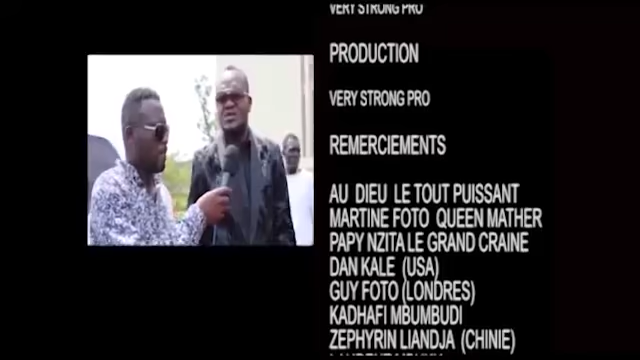 VERY STRONG PRO
PRODUCTION
VERY STRONG PRO
REMERCIEMENTS
AU DIEU LE TOUT PUISSANT
MARTINE FOTO QUEEN MATHER
PAPY NZITA LE GRAND CRAINE
DAN KALE (USA)
GUY FOTO (LONDRES)
KADHAFI MBUMBUDI
ZEPHYRIN LIANDJA (CHINIE)